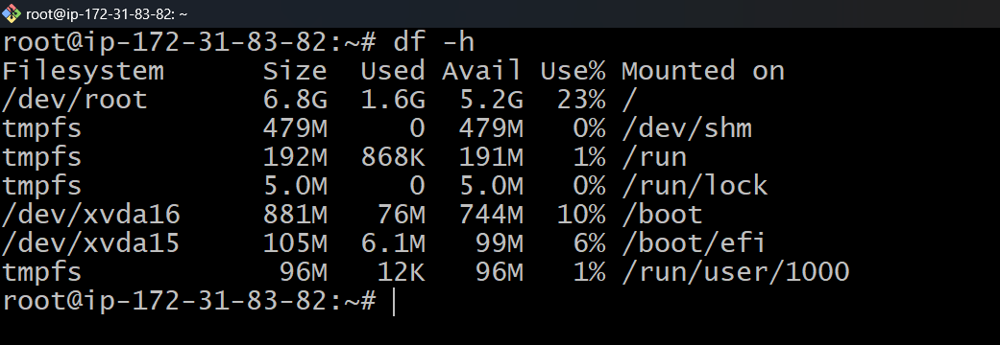 root@ip-172-31-83-82: ~
root@ip-172-31-83-82:~# df -h
Filesystem      Size  Used Avail Use% Mounted on
/dev/root       6.8G  1.6G  5.2G  23% /
tmpfs           479M     0  479M   0% /dev/shm
tmpfs           192M  868K  191M   1% /run
tmpfs           5.0M     0  5.0M   0% /run/lock
/dev/xvda16     881M   76M  744M  10% /boot
/dev/xvda15     105M  6.1M   99M   6% /boot/efi
tmpfs            96M   12K   96M   1% /run/user/1000
root@ip-172-31-83-82:~#